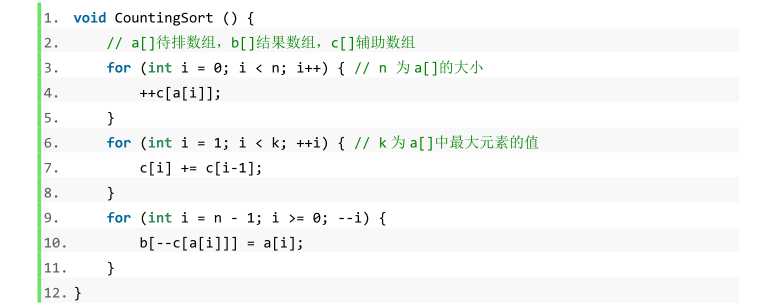 1. void CountingSort () {
2. // a[]待排数组，b[]结果数组，c[]辅助数组
3. for (int i = 0; i < n; i++) { // n 为a[]的大小
4. ++c[a[i]];
5. }
6. for (int i = 1; i < k; ++i) { // k 为a[]中最大元素的值
7. c[i] += c[i-1];
8. }
9. for (int i = n - 1; i >= 0; --i) {
10. b[--c[a[i]]] = a[i];
11. }
12. }